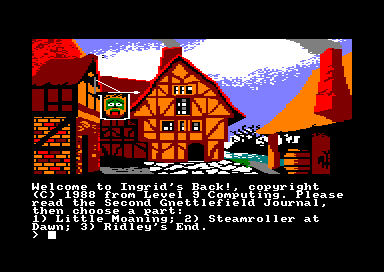 Welcome to Ingrid's Back!, copyright
(C) 1988 from Level 9 Computing. Please
read the Second Gnettlefield Journal,
then choose a part:
1) Little Moaning; 2) Steamroller at
Dawn; 3) Ridley's End.
>